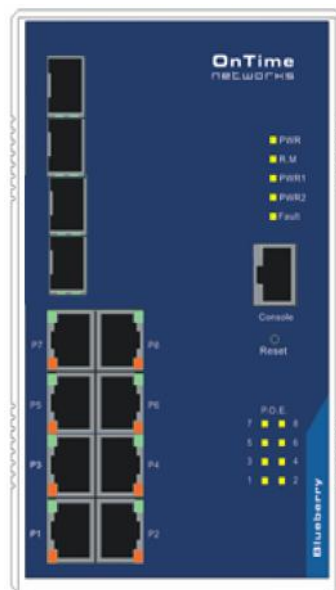 OnTime
networks
PWR
R.M
PWR1
PWR2
Fault
Console
Reset
P7 P8
P5 P6
P3 P4
P1 P2
P.O.E.
7 8
5 6
3 4
1 2
Blueberry